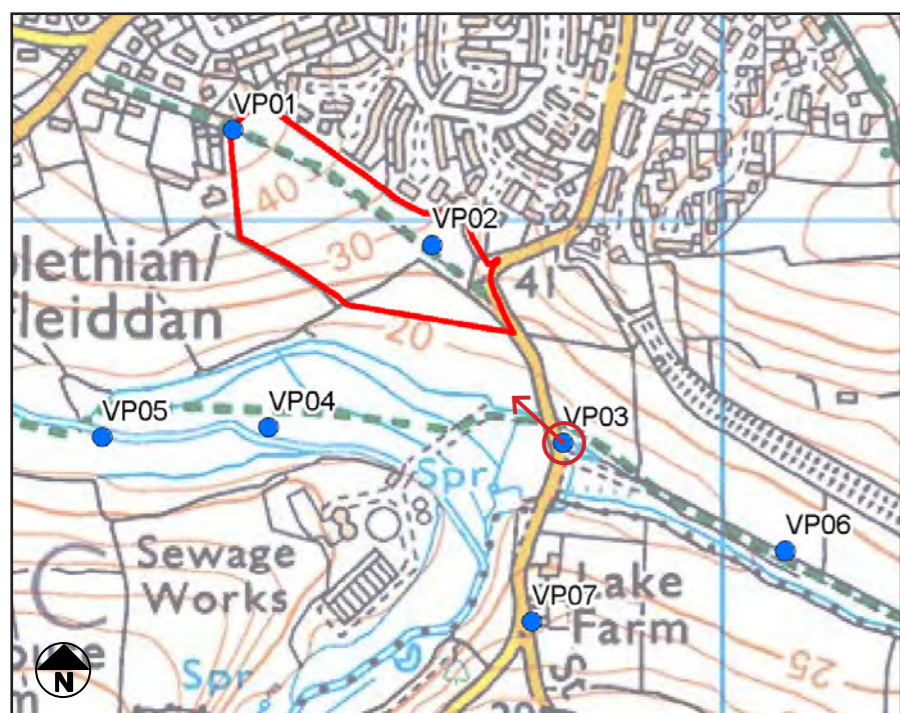 VP01
40
VP02
30
41
lethian/
leiddan
20
VP04
VP05
VP03
Spr
VP06
Sewage
Works
VP07
Lake
Farm
C
Spr
25
N